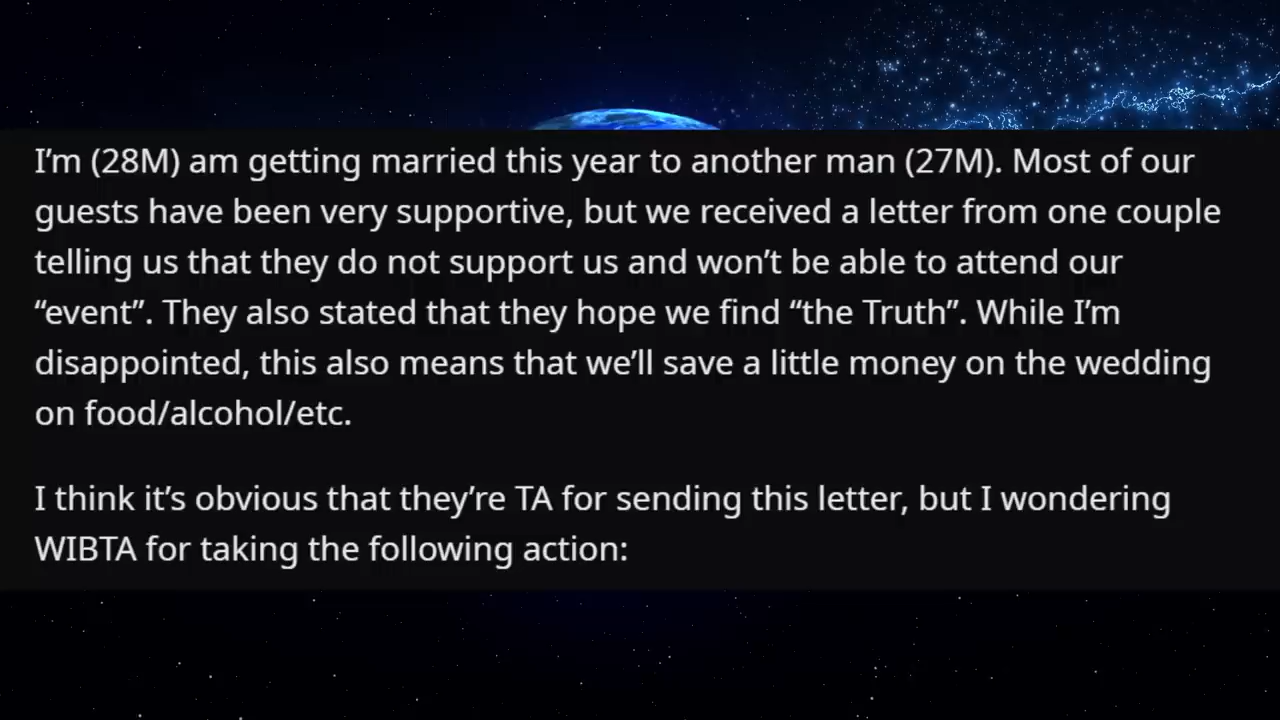 I’m (28M) am getting married this year to another man (27M). Most of our
guests have been very supportive, but we received a letter from one couple
telling us that they do not support us and won’t be able to attend our
“event”. They also stated that they hope we find “the Truth”. While I’m
disappointed, this also means that we’ll save a little money on the wedding
on food/alcohol/etc.
I think it’s obvious that they’re TA for sending this letter, but I wondering
WIBTA for taking the following action: